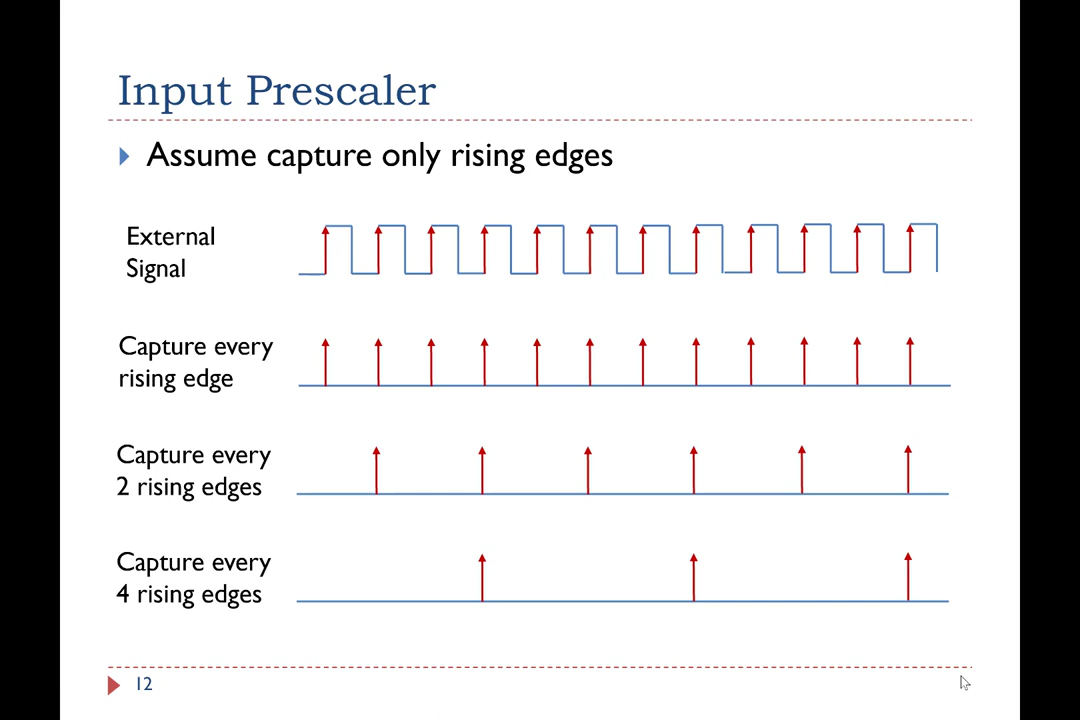 Input Prescaler
Assume capture only rising edges
External
Signal
Capture every
rising edge
Capture every
2 rising edges
Capture every
4 rising edges
12